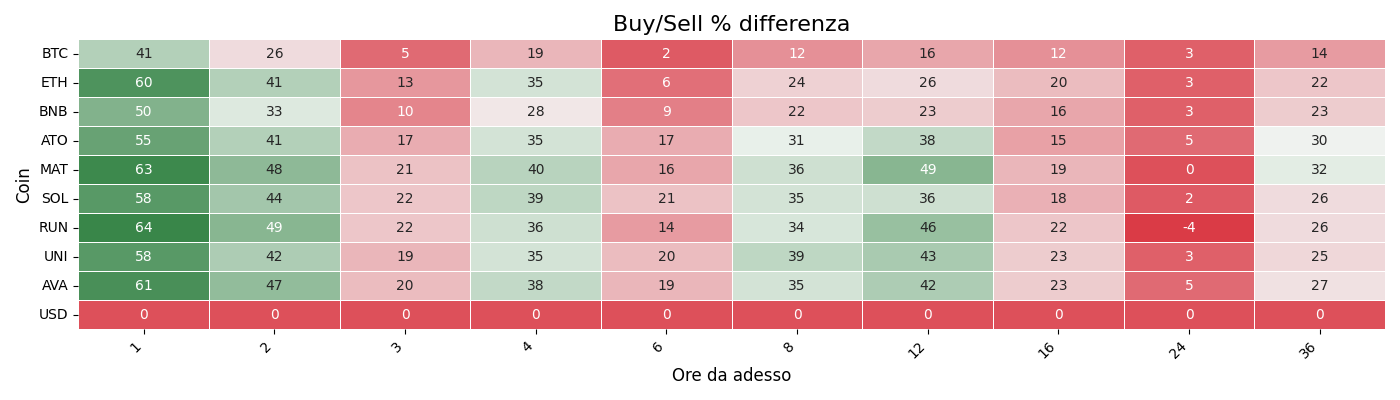 Buy/Sell % differenza
Coin
BTC 41 26 5 19 2 12 16 12 3 14
ETH 60 41 13 35 6 24 26 20 3 22
BNB 50 33 10 28 9 22 23 16 3 23
ATO 55 41 17 35 17 31 38 15 5 30
MAT 63 48 21 40 16 36 49 19 0 32
SOL 58 44 22 39 21 35 36 18 2 26
RUN 64 49 22 36 14 34 46 22 -4 26
UNI 58 42 19 35 20 39 43 23 3 25
AVA 61 47 20 38 19 35 42 23 5 27
USD 0 0 0 0 0 0 0 0 0 0
1 2 3 4 6 8 12 16 24 36
Ore da adesso